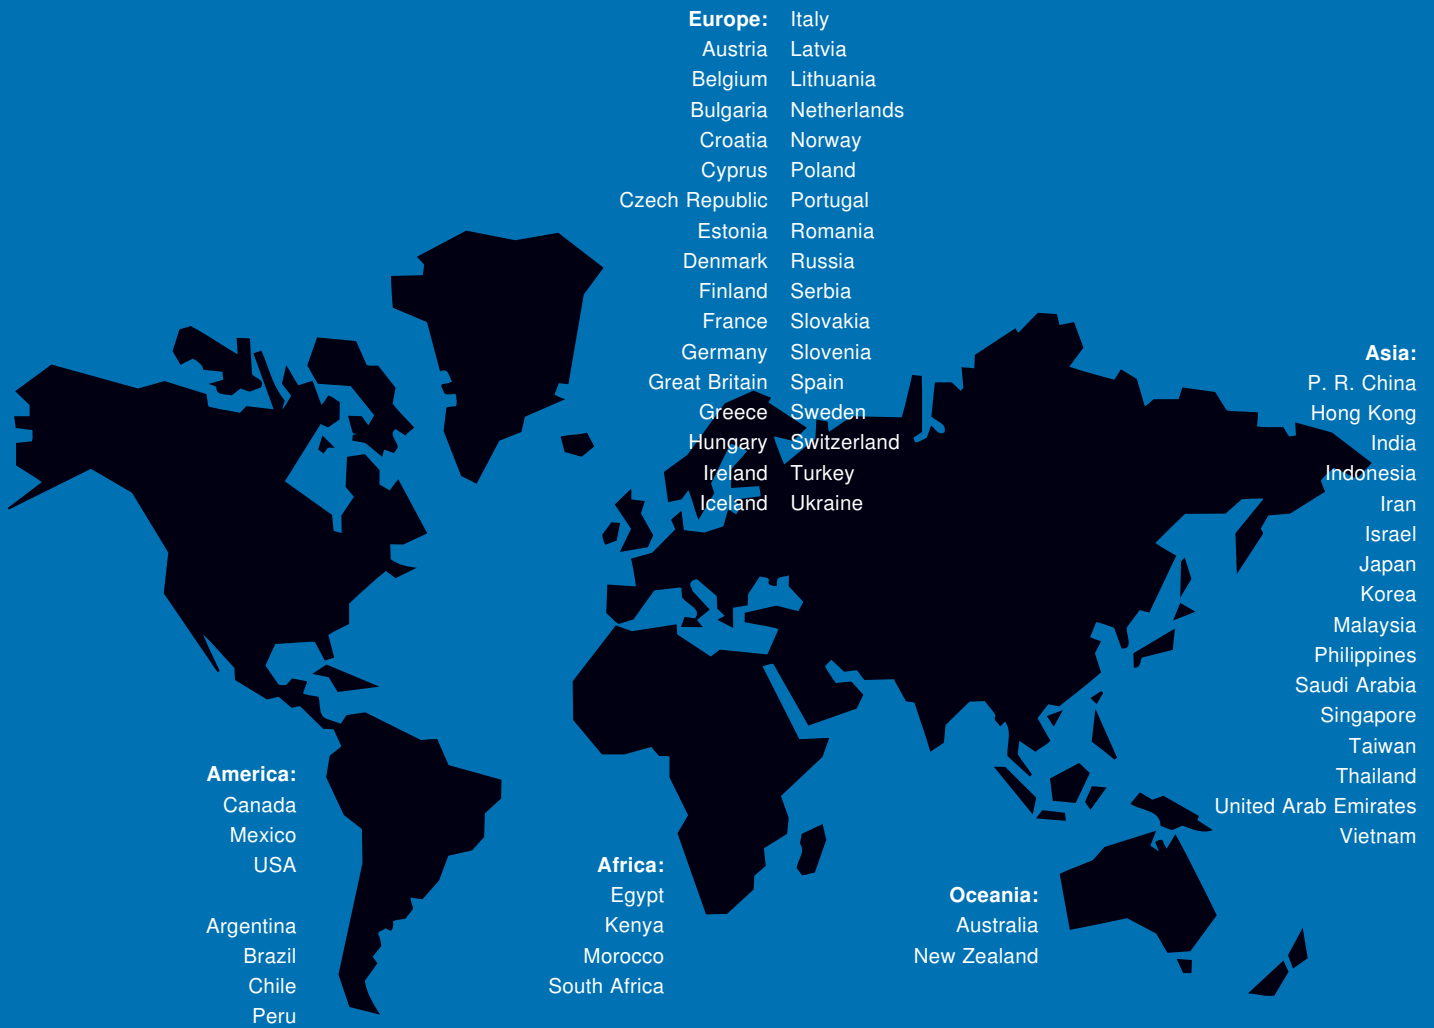 Europe:
Austria
Belgium
Bulgaria
Croatia
Cyprus
Czech Republic
Estonia
Denmark
Finland
France
Germany
Great Britain
Greece
Hungary
Ireland
Iceland
Italy
Latvia
Lithuania
Netherlands
Norway
Poland
Portugal
Romania
Russia
Serbia
Slovakia
Slovenia
Spain
Sweden
Switzerland
Turkey
Ukraine
Asia:
P. R. China
Hong Kong
India
Indonesia
Iran
Israel
Japan
Korea
Malaysia
Philippines
Saudi Arabia
Singapore
Taiwan
Thailand
United Arab Emirates
Vietnam
America:
Canada
Mexico
USA
Argentina
Brazil
Chile
Peru
Africa:
Egypt
Kenya
Morocco
South Africa
Oceania:
Australia
New Zealand